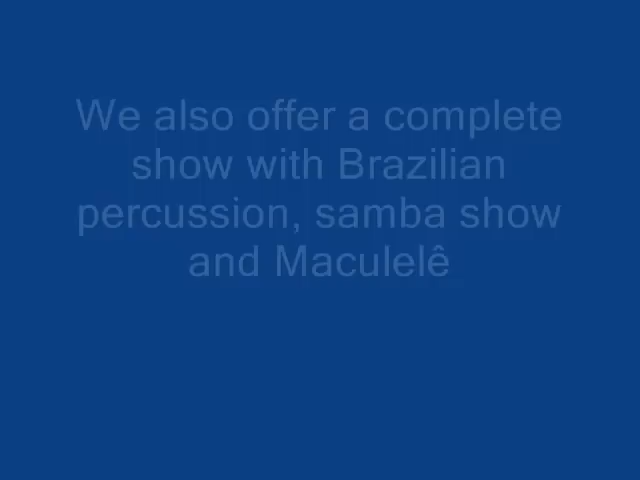 We also offer a complete
show with Brazilian
percussion, samba show
and Maculelê